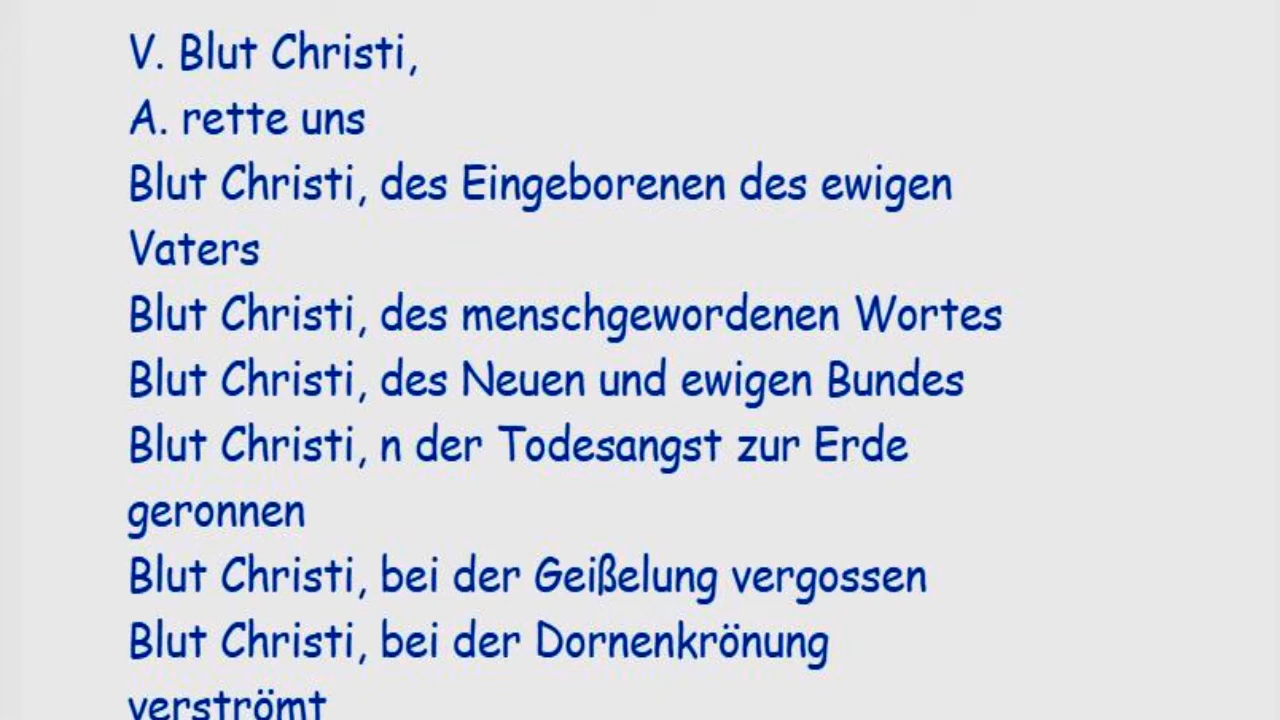 V. Blut Christi,
A. rette uns
Blut Christi, des Eingeborenen des ewigen
Vaters
Blut Christi, des menschgewordenen Wortes
Blut Christi, des Neuen und ewigen Bundes
Blut Christi, n der Todesangst zur Erde
geronnen
Blut Christi, bei der Geißelung vergossen
Blut Christi, bei der Dornenkrönung
verströmt